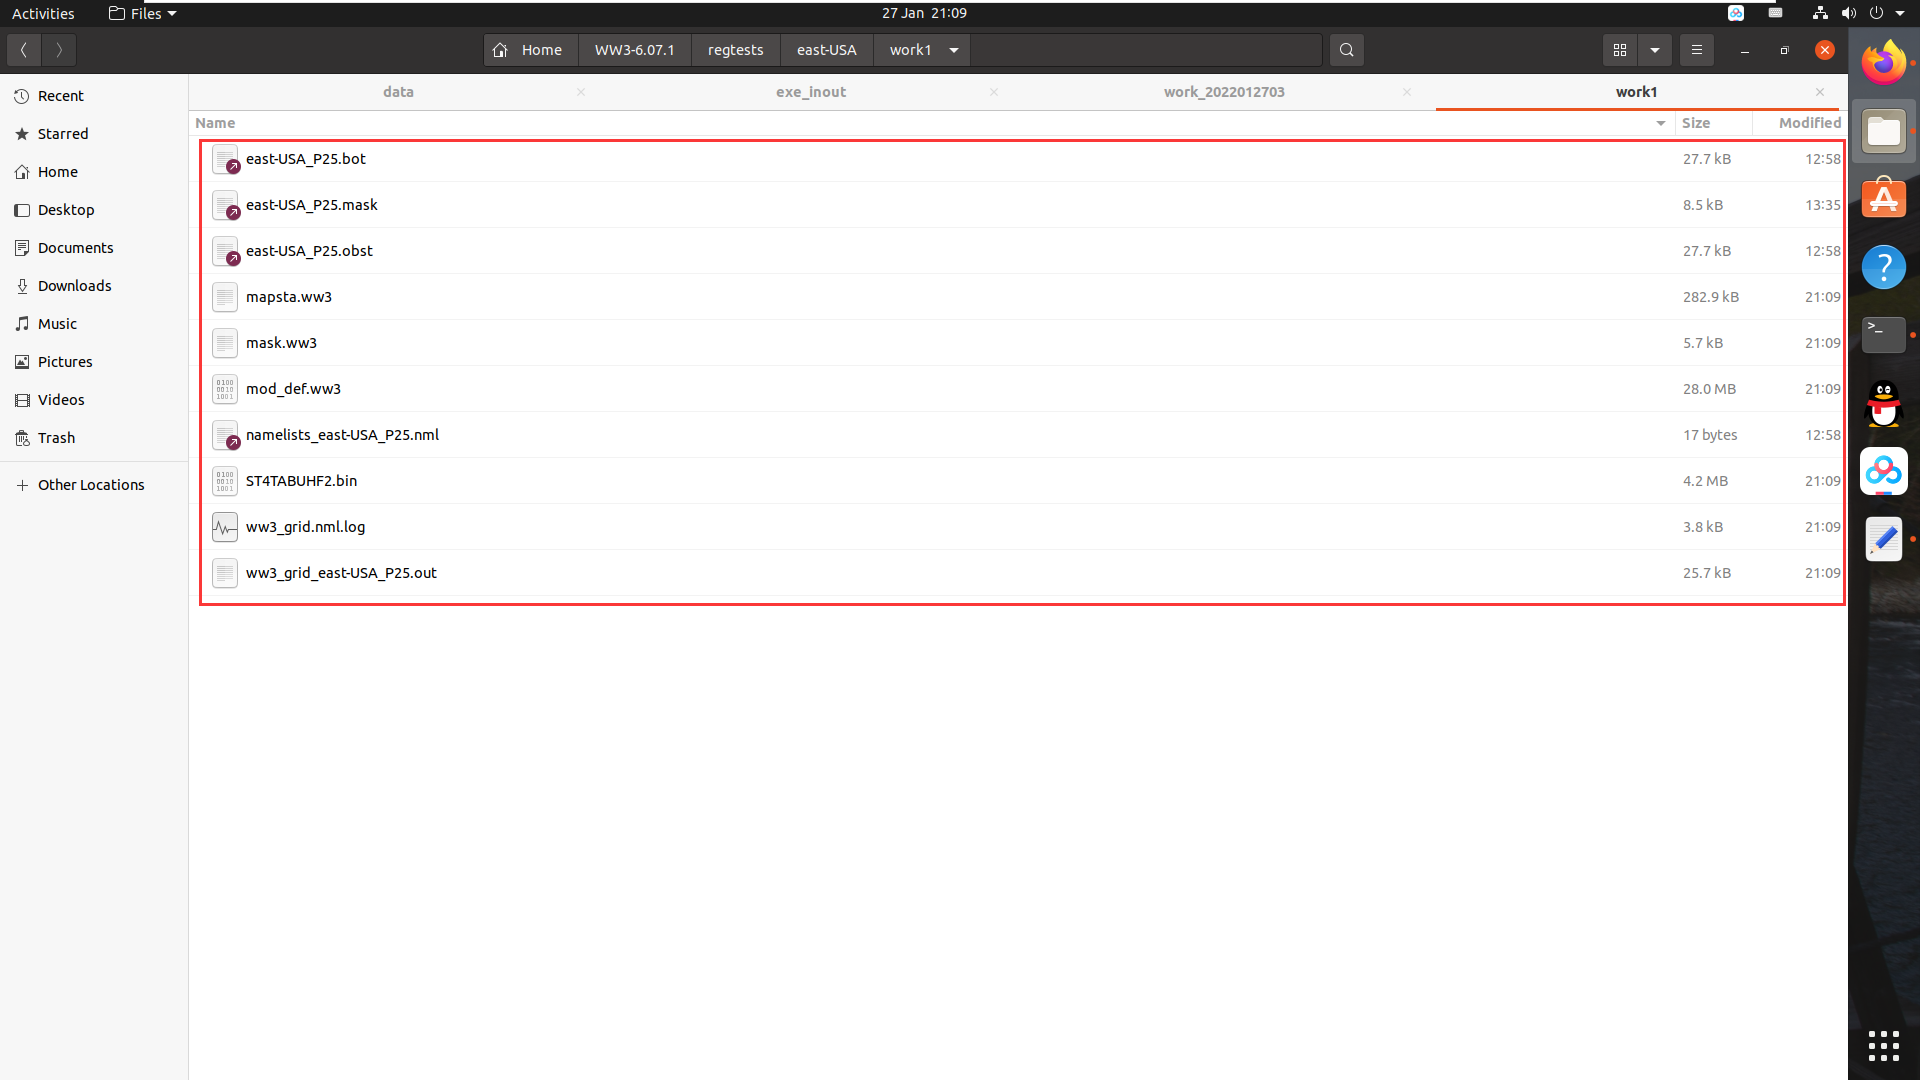 Activities Files 27 Jan 21:09
Home WW3-6.07.1 regtests east-USA work1
Recent
Starred
Home
Desktop
Documents
Downloads
Music
Pictures
Videos
Trash
Other Locations
data exe_inout work_2022012703 work1
Name Size Modified
east-USA_P25.bot 27.7 kB 12:58
east-USA_P25.mask 8.5 kB 13:35
east-USA_P25.obst 27.7 kB 12:58
mapsta.ww3 282.9 kB 21:09
mask.ww3 5.7 kB 21:09
mod_def.ww3 28.0 MB 21:09
namelists_east-USA_P25.nml 17 bytes 12:58
ST4TABUHF2.bin 4.2 MB 21:09
ww3_grid.nml.log 3.8 kB 21:09
ww3_grid_east-USA_P25.out 25.7 kB 21:09